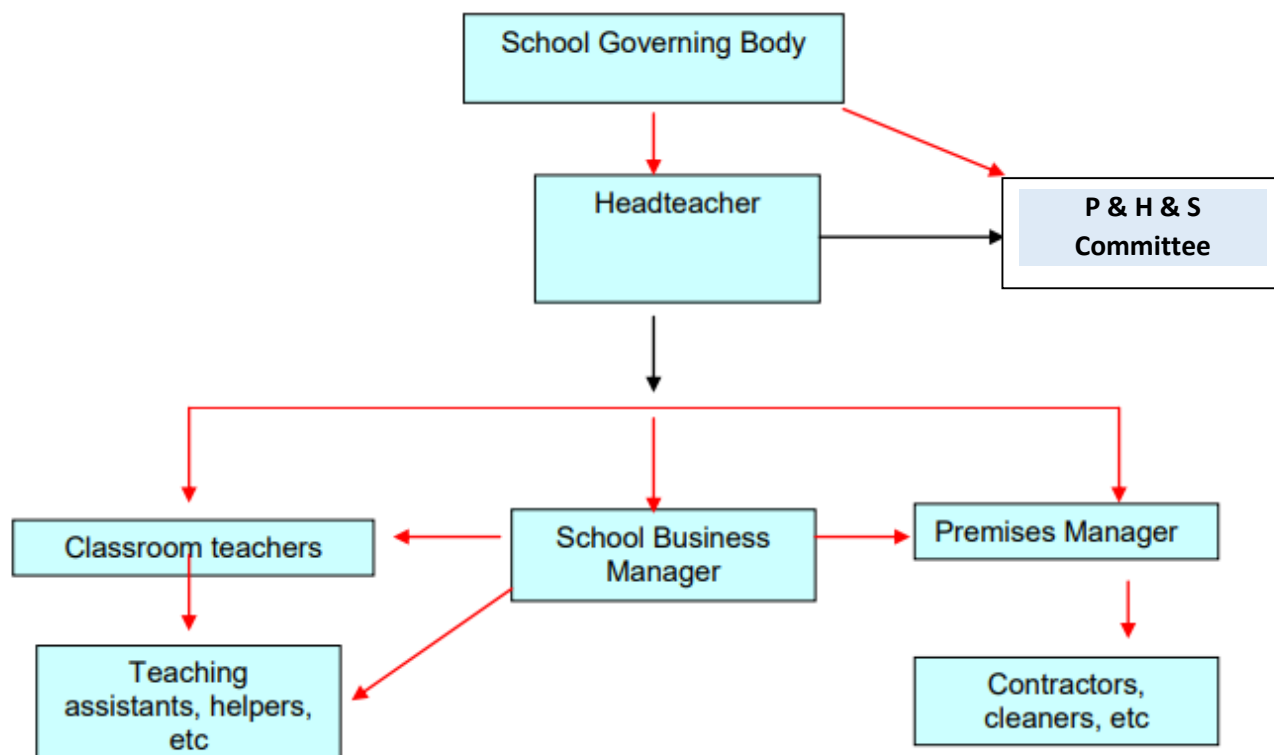 School Governing Body
Headteacher
P & H & S
Committee
Classroom teachers
School Business
Manager
Premises Manager
Teaching
assistants, helpers,
etc
Contractors,
cleaners, etc